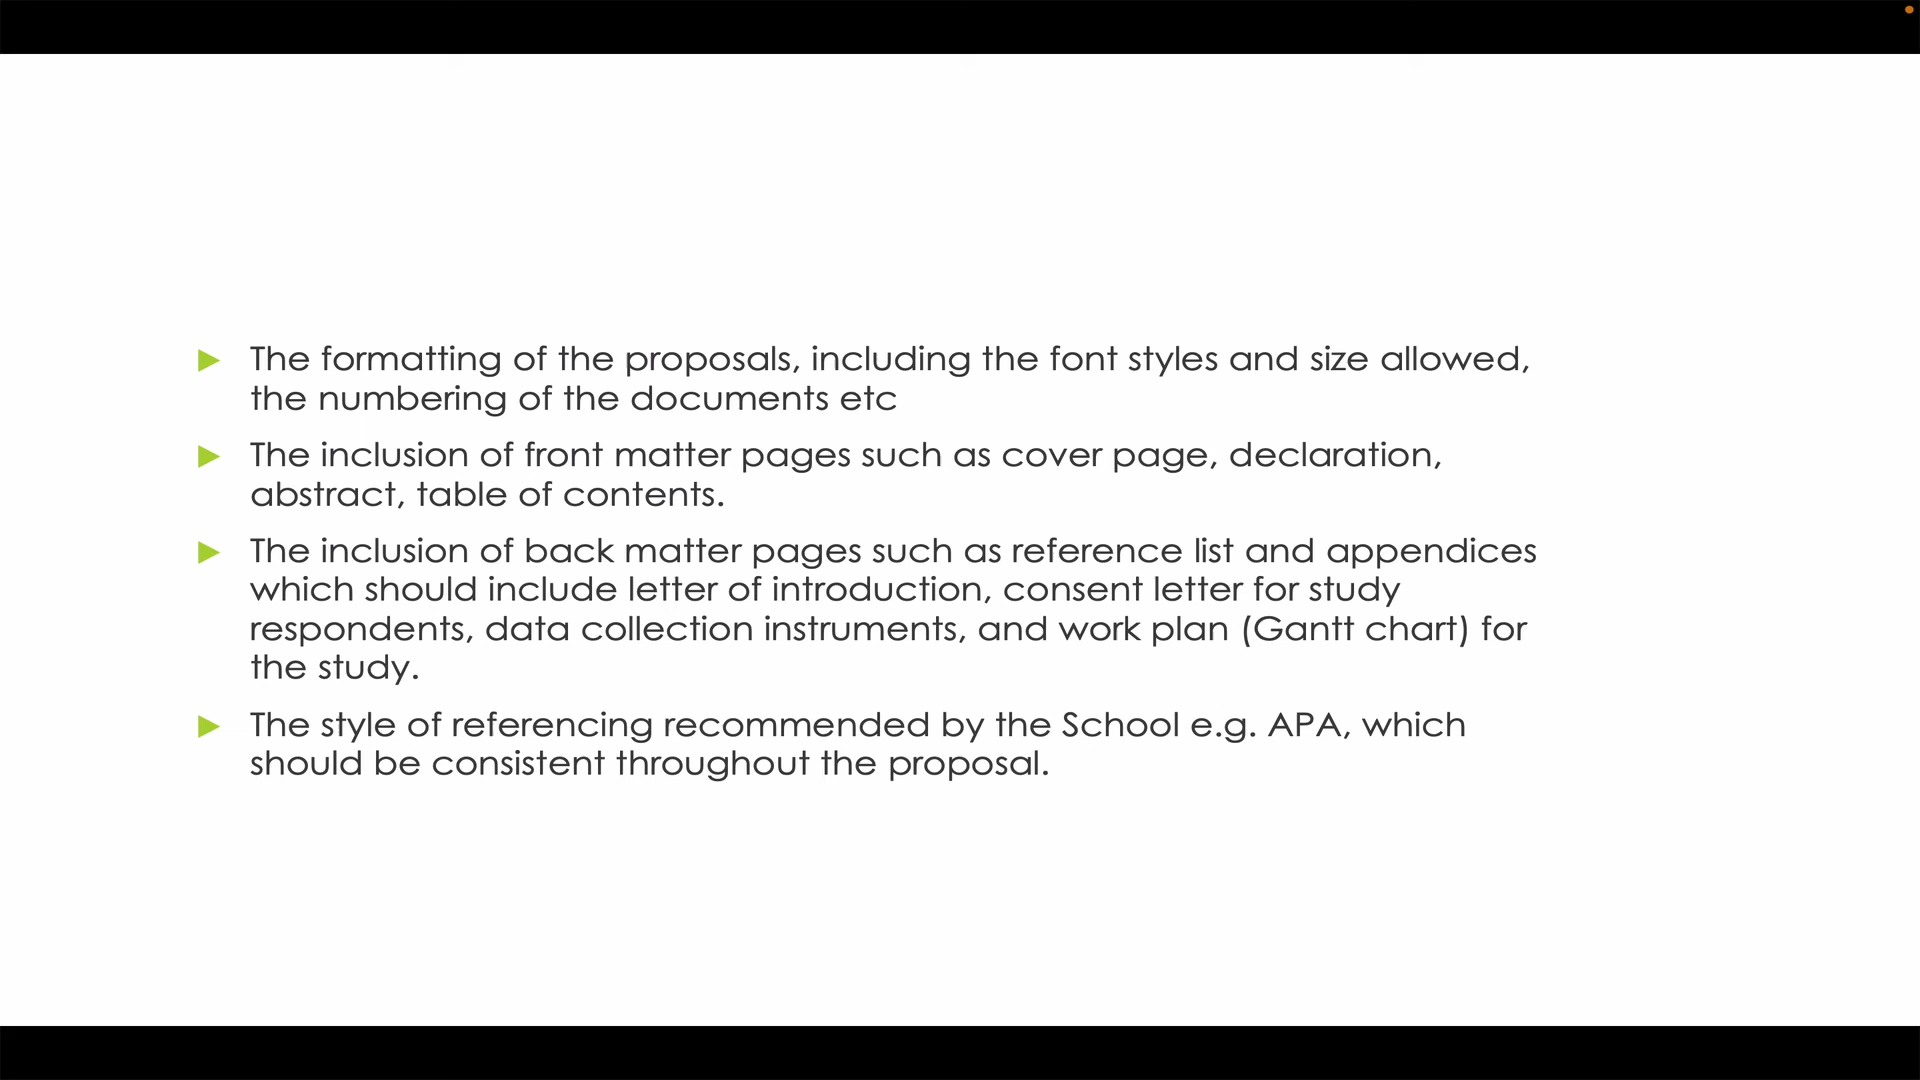 The formatting of the proposals, including the font styles and size allowed,
the numbering of the documents etc
The inclusion of front matter pages such as cover page, declaration,
abstract, table of contents.
The inclusion of back matter pages such as reference list and appendices
which should include letter of introduction, consent letter for study
respondents, data collection instruments, and work plan (Gantt chart) for
the study.
The style of referencing recommended by the School e.g. APA, which
should be consistent throughout the proposal.